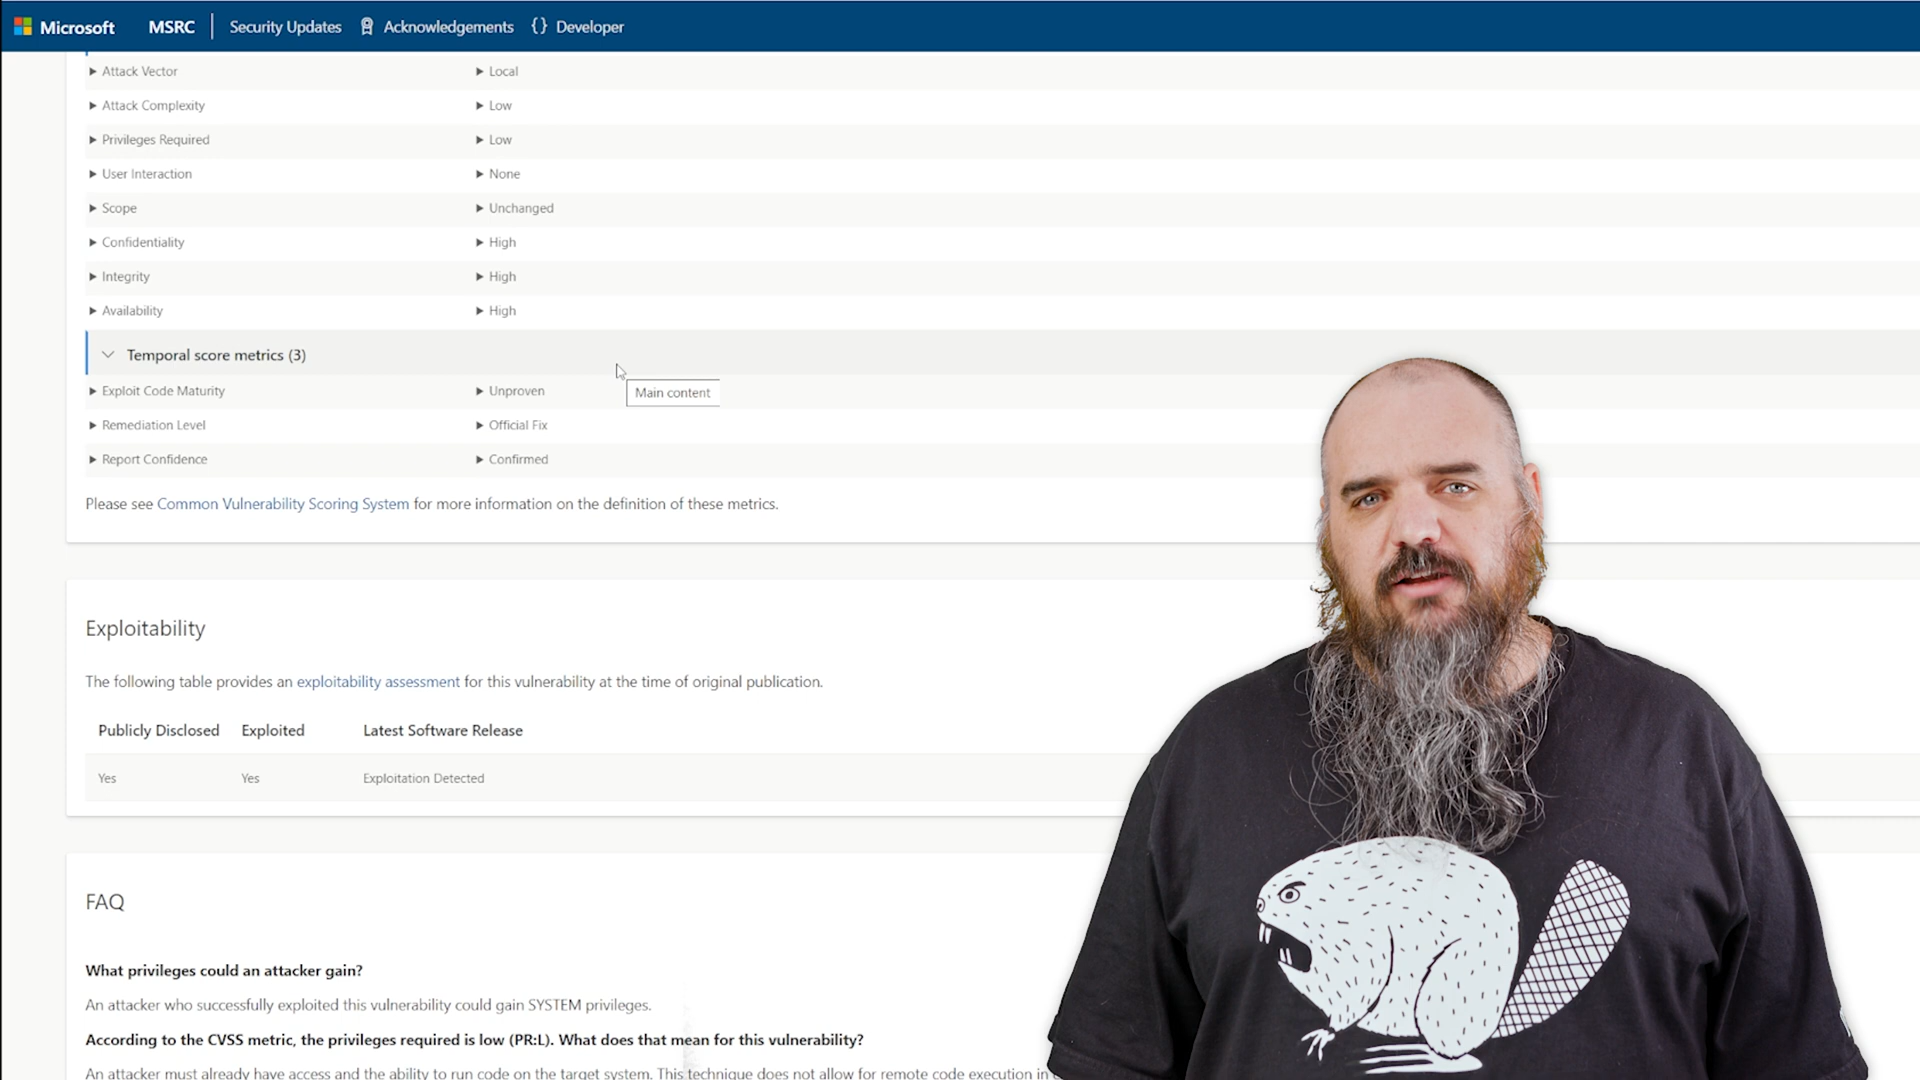 Microsoft MSRC Security Updates Acknowledgements {} Developer
Attack Vector Local
Attack Complexity Low
Privileges Required Low
User Interaction None
Scope Unchanged
Confidentiality High
Integrity High
Availability High
Temporal score metrics (3)
Exploit Code Maturity Unproven
Main content
Remediation Level Official Fix
Report Confidence Confirmed
Please see Common Vulnerability Scoring System for more information on the definition of these metrics.
Exploitability
The following table provides an exploitability assessment for this vulnerability at the time of original publication.
Publicly Disclosed Exploited Latest Software Release
Yes Yes Exploitation Detected
FAQ
What privileges could an attacker gain?
An attacker who successfully exploited this vulnerability could gain SYSTEM privileges.
According to the CVSS metric, the privileges required is low (PR:L). What does that mean for this vulnerability?
An attacker must already have access and the ability to run code on the target system. This technique does not allow for remote code execution in